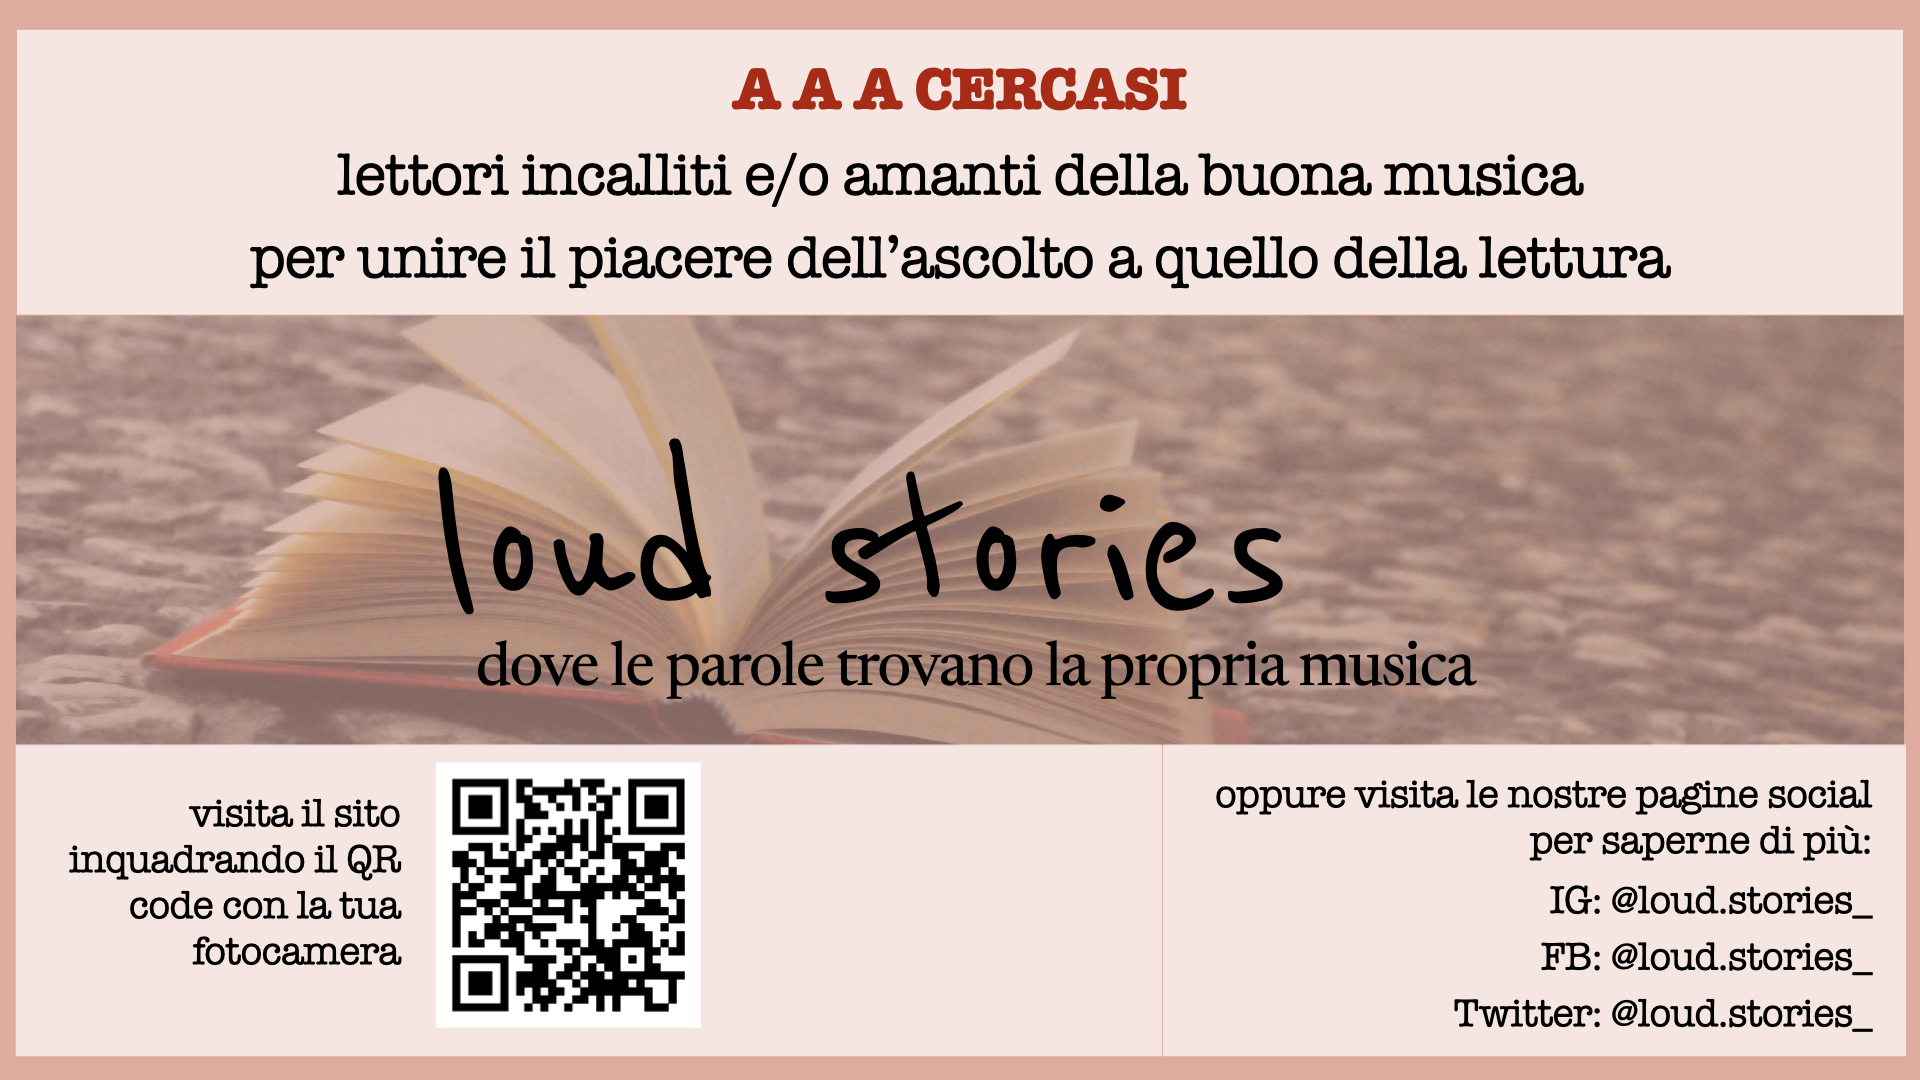 A A A CERCASI
lettori incalliti e/o amanti della buona musica
per unire il piacere dell’ascolto a quello della lettura
loud stories
dove le parole trovano la propria musica
visita il sito
inquadrando il QR
code con la tua
fotocamera
oppure visita le nostre pagine social
per saperne di più:
IG: @loud.stories_
FB: @loud.stories_
Twitter: @loud.stories_